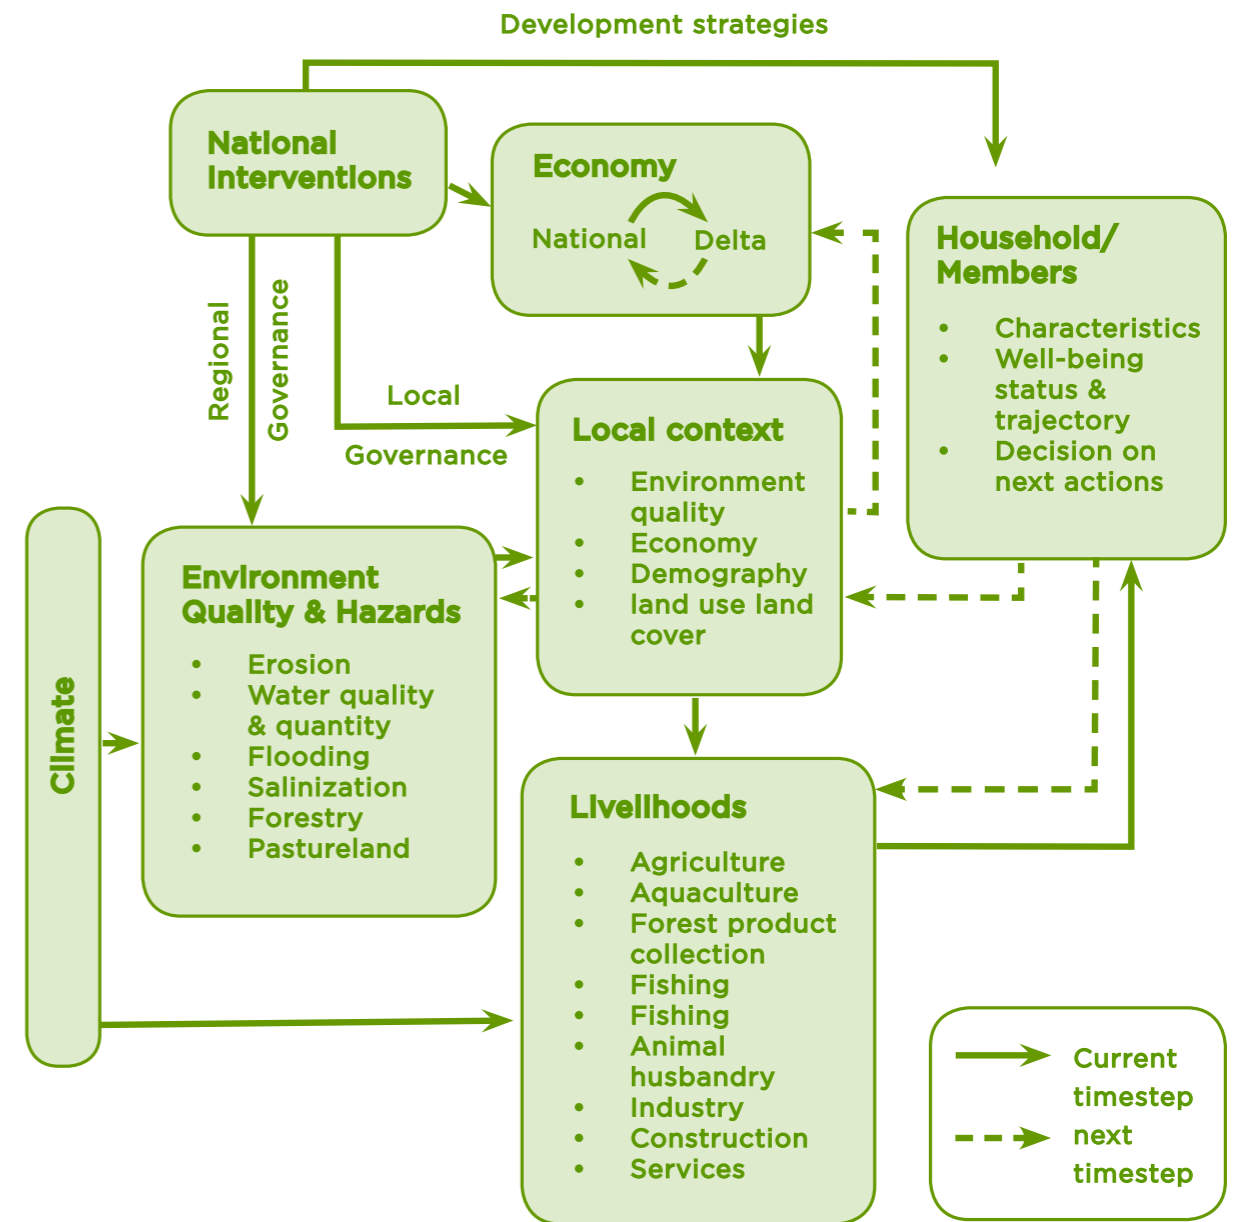 Development strategies
National
Interventions
Economy
National
Delta
Household/
Members
• Characteristics
• Well-being
status &
trajectory
• Decision on
next actions
Regional
Governance
Local
Governance
Local context
• Environment
quality
• Economy
• Demography
• land use land
cover
Climate
Environment
Quality & Hazards
• Erosion
• Water quality
& quantity
• Flooding
• Salinization
• Forestry
• Pastureland
Livelihoods
• Agriculture
• Aquaculture
• Forest product
collection
• Fishing
• Fishing
• Animal
husbandry
• Industry
• Construction
• Services
Current
timestep
next
timestep